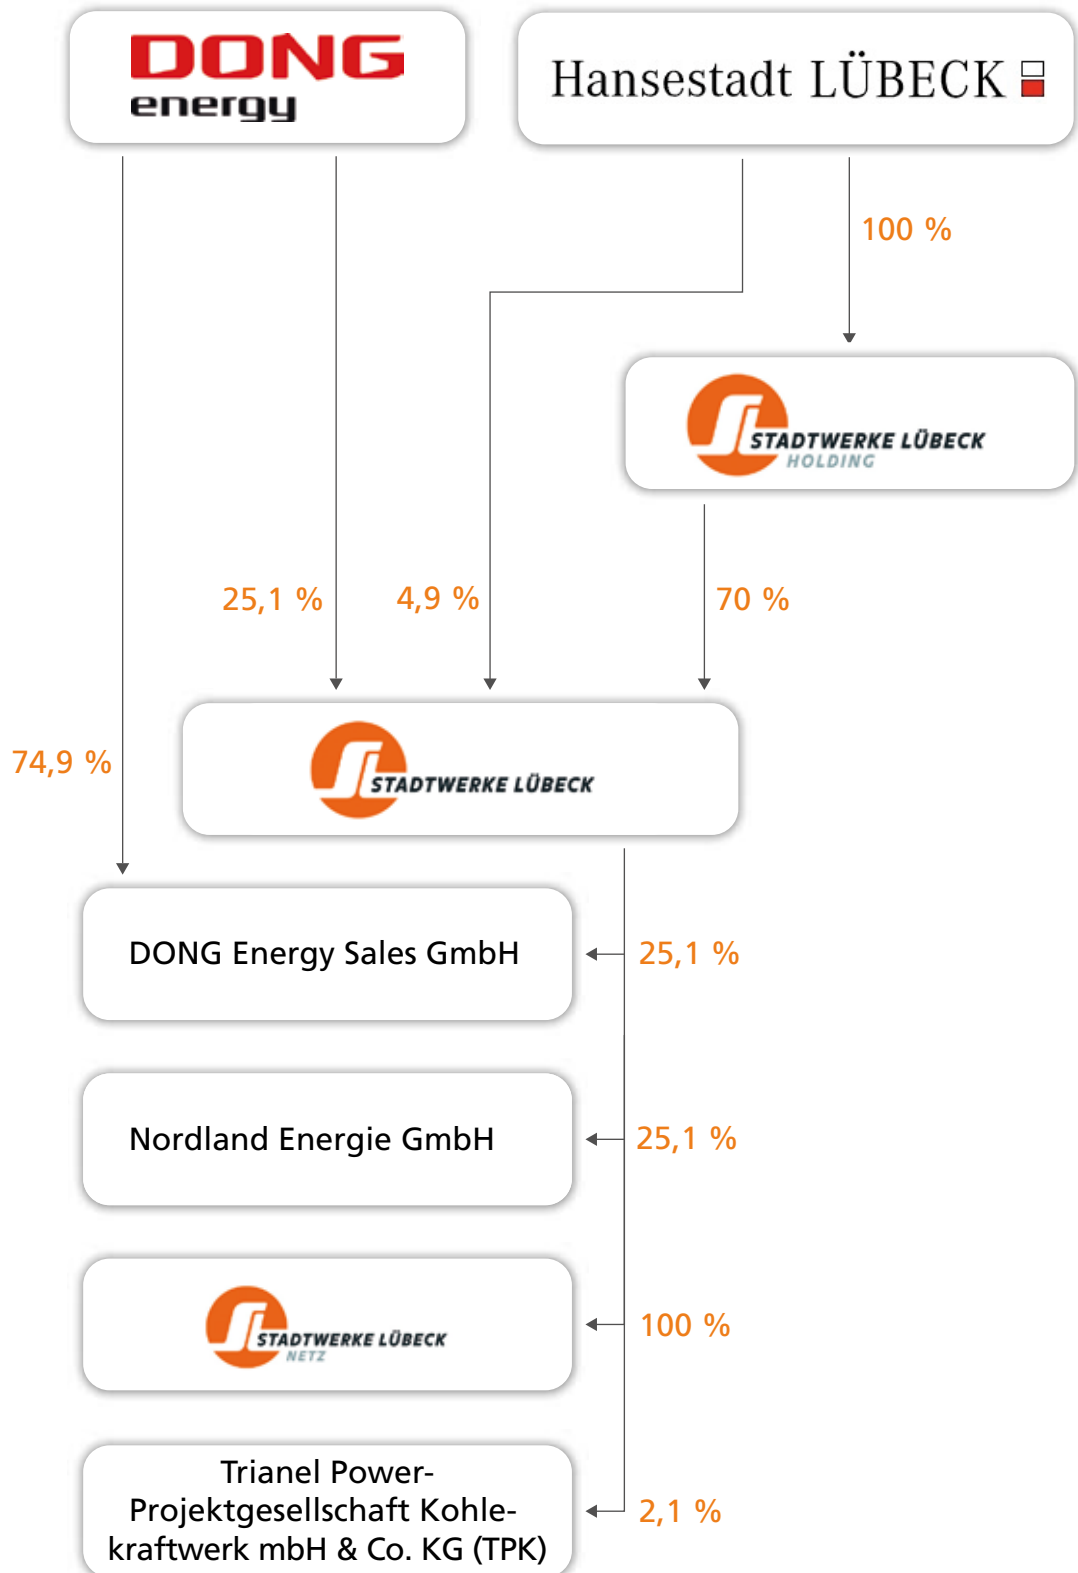 DONG
energy
Hansestadt LÜBECK
100 %
STADTWERKE LÜBECK
HOLDING
25,1 %
4,9 %
70 %
74,9 %
STADTWERKE LÜBECK
DONG Energy Sales GmbH
25,1 %
Nordland Energie GmbH
25,1 %
STADTWERKE LÜBECK
NETZ
100 %
Trianel Power-
Projektgesellschaft Kohle-
kraftwerk mbH & Co. KG (TPK)
2,1 %